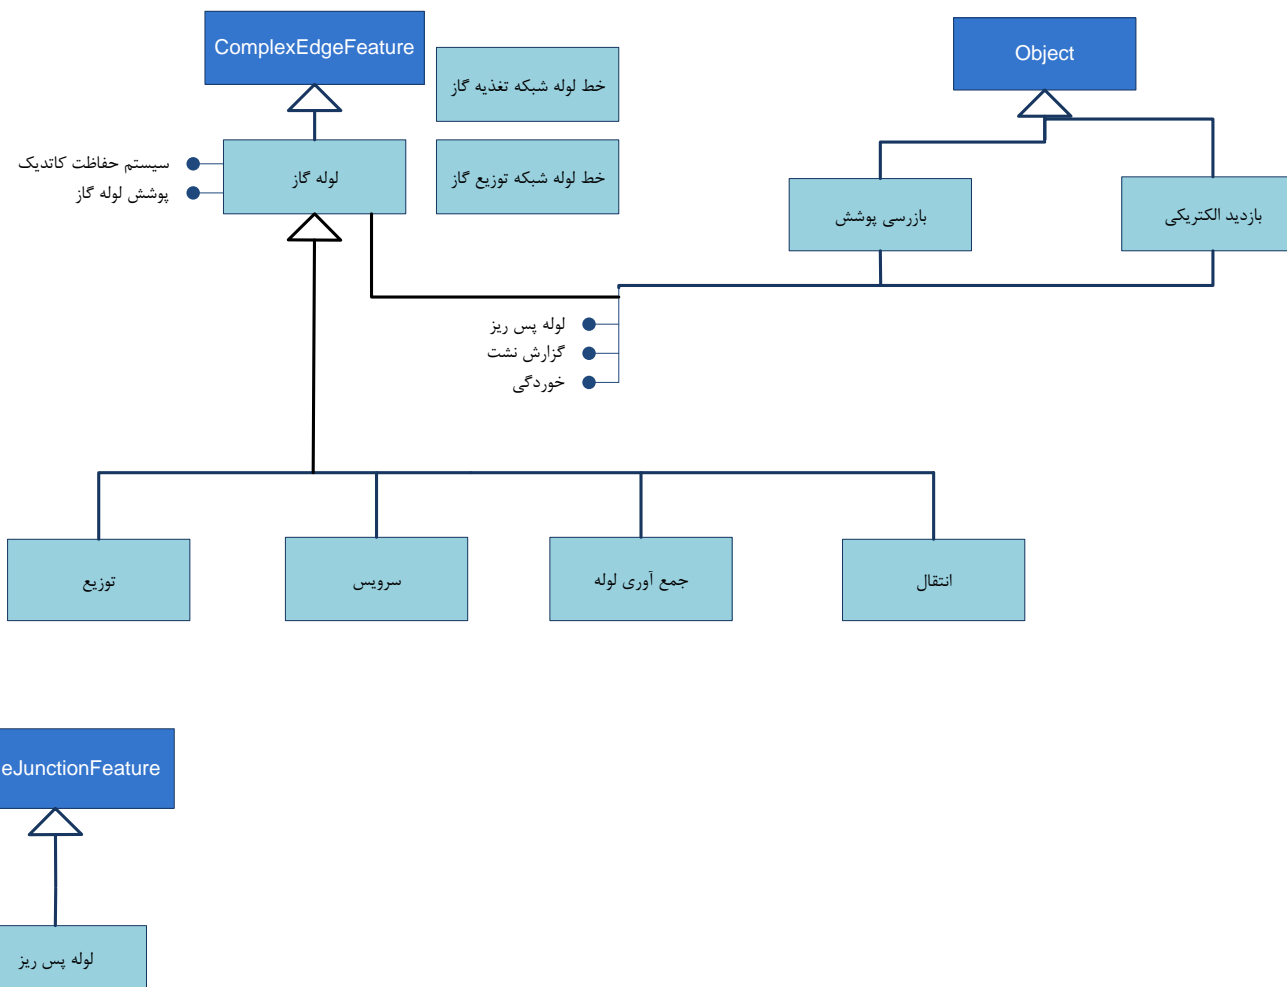 ComplexEdgeFeature
Object
خط لوله شبکه تغذیه گاز
لوله گاز
خط لوله شبکه توزیع گاز
سیستم حفاظت کاتدیک
پوشش لوله گاز
بازرسی پوشش
بازدید الکتریکی
لوله پس ریز
گزارش نشت
خوردگی
توزیع
سرویس
جمع آوری لوله
انتقال
eJunctionFeature
لوله پس ریز